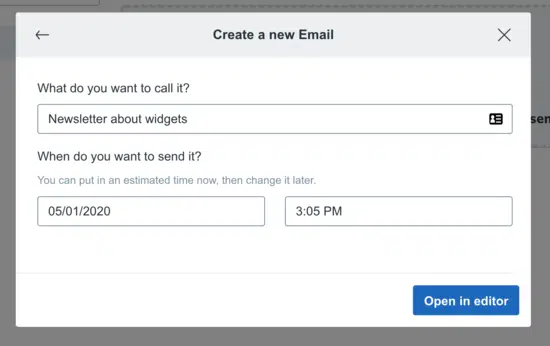 Create a new Email
What do you want to call it?
Newsletter about widgets
When do you want to send it?
You can put in an estimated time now, then change it later.
05/01/2020
3:05 PM
Open in editor